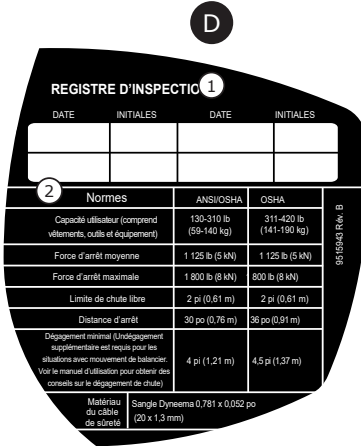 D
REGISTRE D'INSPECTIO 1
DATE INITIALES DATE INITIALES
2
Normes ANSI/OSHA OSHA
Capacité utilisateur (comprend
vêtements, outils et équipement)
130-310 lb
(59-140 kg)
311-420 lb
(141-190 kg)
Force d'arrêt moyenne 1 125 lb (5 kN) 1 125 lb (5 kN)
Force d'arrêt maximale 1 800 lb (8 kN) 800 lb (8 kN)
Limite de chute libre 2 pi (0,61 m) 2 pi (0,61 m)
Distance d'arrêt 30 po (0,76 m) 36 po (0,91 m)
Dégagement minimal (Undégagement
supplémentaire est requis pour les
situations avec mouvement de balancier.
Voir le manuel d'utilisation pour obtenir des
conseils sur le dégagement de chute)
4 pi (1,21 m) 4,5 pi (1,37 m)
Matériau
du câble
de sûreté
Sangle Dyneema 0,781 x 0,052 po
(20 x 1,3 mm)
9515943 Rév. B